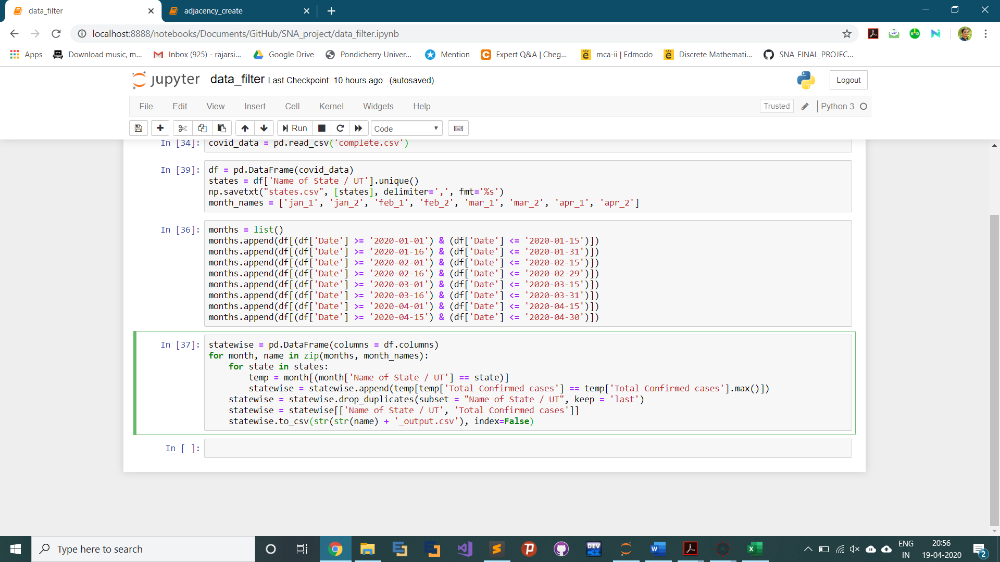 data_filter
adjacency_create
localhost:8888/notebooks/Documents/GitHub/SNA_project/data_filter.ipynb
Apps
Download music, m...
Inbox (925) - rajarsi...
Google Drive
Pondicherry Univer...
Mention
Expert Q&A | Cheg...
mca-ii | Edmodo
Discrete Mathemati...
SNA_FINAL_PROJEC...
jupyter data_filter Last Checkpoint: 10 hours ago (autosaved)
Logout
File Edit View Insert Cell Kernel Widgets Help
Trusted
Python 3
Run
Code
In [34]: covid_data = pd.read_csv('complete.csv')
In [39]: df = pd.DataFrame(covid_data)
states = df['Name of State / UT'].unique()
np.savetxt("states.csv", [states], delimiter=',', fmt='%s')
month_names = ['jan_1', 'jan_2', 'feb_1', 'feb_2', 'mar_1', 'mar_2', 'apr_1', 'apr_2']
In [36]: months = list()
months.append(df[(df['Date'] >= '2020-01-01') & (df['Date'] <= '2020-01-15')])
months.append(df[(df['Date'] >= '2020-01-16') & (df['Date'] <= '2020-01-31')])
months.append(df[(df['Date'] >= '2020-02-01') & (df['Date'] <= '2020-02-15')])
months.append(df[(df['Date'] >= '2020-02-16') & (df['Date'] <= '2020-02-29')])
months.append(df[(df['Date'] >= '2020-03-01') & (df['Date'] <= '2020-03-15')])
months.append(df[(df['Date'] >= '2020-03-16') & (df['Date'] <= '2020-03-31')])
months.append(df[(df['Date'] >= '2020-04-01') & (df['Date'] <= '2020-04-15')])
months.append(df[(df['Date'] >= '2020-04-15') & (df['Date'] <= '2020-04-30')])
In [37]: statewise = pd.DataFrame(columns = df.columns)
for month, name in zip(months, month_names):
    for state in states:
        temp = month[(month['Name of State / UT'] == state)]
        statewise = statewise.append(temp[temp['Total Confirmed cases'] == temp['Total Confirmed cases'].max()])
    statewise = statewise.drop_duplicates(subset = "Name of State / UT", keep = 'last')
    statewise = statewise[['Name of State / UT', 'Total Confirmed cases']]
    statewise.to_csv(str(str(name) + '_output.csv'), index=False)
In [ ]:
Type here to search
DEV C++
ENG
IN
20:56
19-04-2020
2